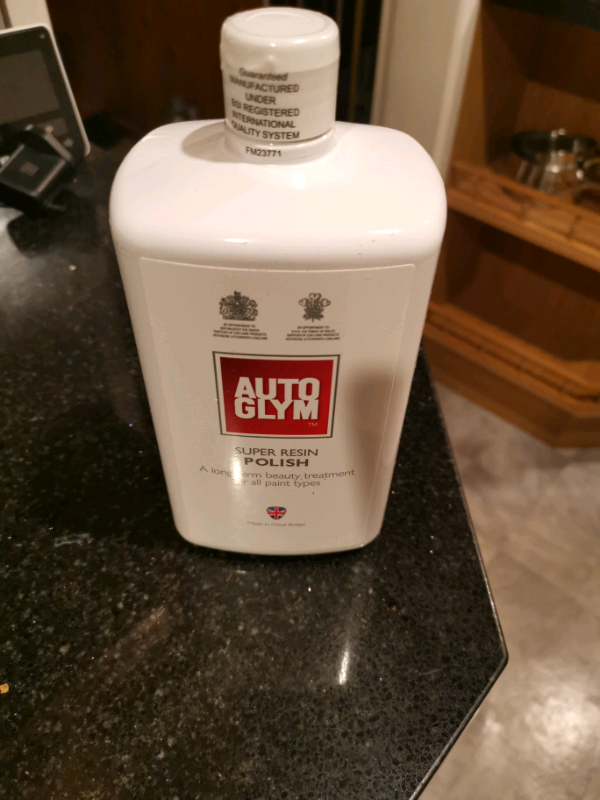 Guaranteed
MANUFACTURED
UNDER
BSI REGISTERED
INTERNATIONAL
QUALITY SYSTEM
FM23771
AUTO
GLYM
TM
SUPER RESIN
POLISH
A long term beauty treatment
all paint types
Made in Great Britain